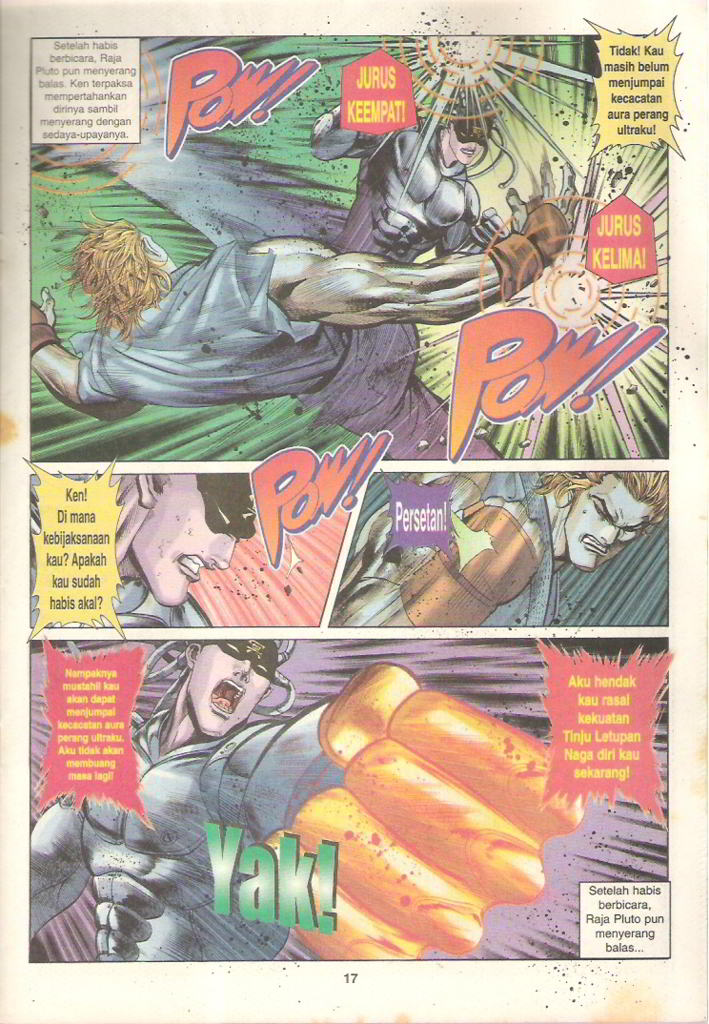 Setelah habis
berbicara, Raja
Pluto pun menyerang
balas. Ken terpaksa
mempertahankan
dirinya sambil
menyerang dengan
sedaya-upayanya.
POW!!
JURUS
KEEMPAT!
Tidak! Kau
masih belum
menjumpai
kecacatan
aura perang
ultraku!
JURUS
KELIMA!
POW!!
Ken!
Di mana
kebijaksanaan
kau? Apakah
kau sudah
habis akal?
POW!!
Persetan!
Nampaknya
mustahil kau
akan dapat
menjumpai
kecacatan aura
perang ultraku.
Aku tidak akan
membuang
masa lagi!
Aku hendak
kau rasai
kekuatan
Tinju Letupan
Naga diri kau
sekarang!
Yak!
Setelah habis
berbicara,
Raja Pluto pun
menyerang
balas...
17